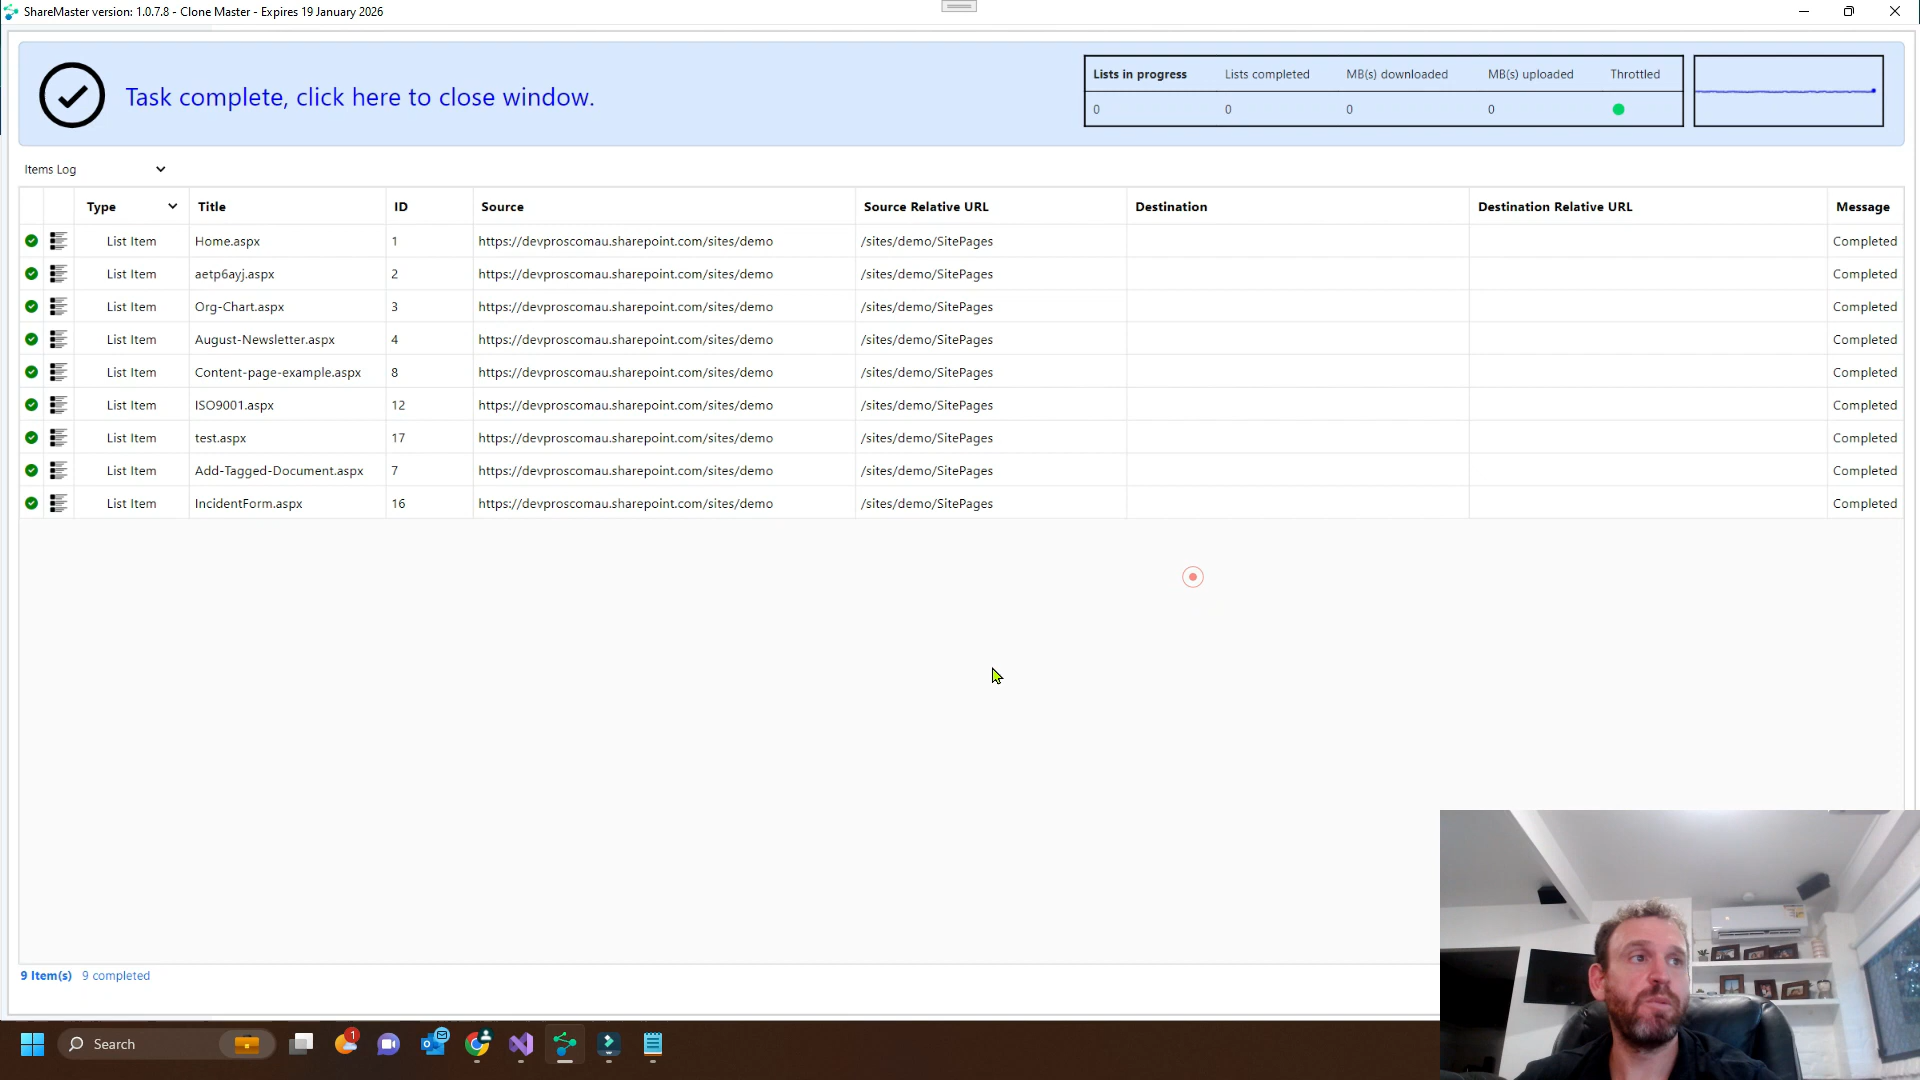 ShareMaster version: 1.0.7.8 - Clone Master - Expires 19 January 2026
Task complete, click here to close window.
Lists in progress Lists completed MB(s) downloaded MB(s) uploaded Throttled
0 0 0 0
Items Log
Type Title ID Source Source Relative URL Destination Destination Relative URL Message
List Item Home.aspx 1 https://devproscomau.sharepoint.com/sites/demo /sites/demo/SitePages Completed
List Item aetp6ayj.aspx 2 https://devproscomau.sharepoint.com/sites/demo /sites/demo/SitePages Completed
List Item Org-Chart.aspx 3 https://devproscomau.sharepoint.com/sites/demo /sites/demo/SitePages Completed
List Item August-Newsletter.aspx 4 https://devproscomau.sharepoint.com/sites/demo /sites/demo/SitePages Completed
List Item Content-page-example.aspx 8 https://devproscomau.sharepoint.com/sites/demo /sites/demo/SitePages Completed
List Item ISO9001.aspx 12 https://devproscomau.sharepoint.com/sites/demo /sites/demo/SitePages Completed
List Item test.aspx 17 https://devproscomau.sharepoint.com/sites/demo /sites/demo/SitePages Completed
List Item Add-Tagged-Document.aspx 7 https://devproscomau.sharepoint.com/sites/demo /sites/demo/SitePages Completed
List Item IncidentForm.aspx 16 https://devproscomau.sharepoint.com/sites/demo /sites/demo/SitePages Completed
9 Item(s) 9 completed
Search
1